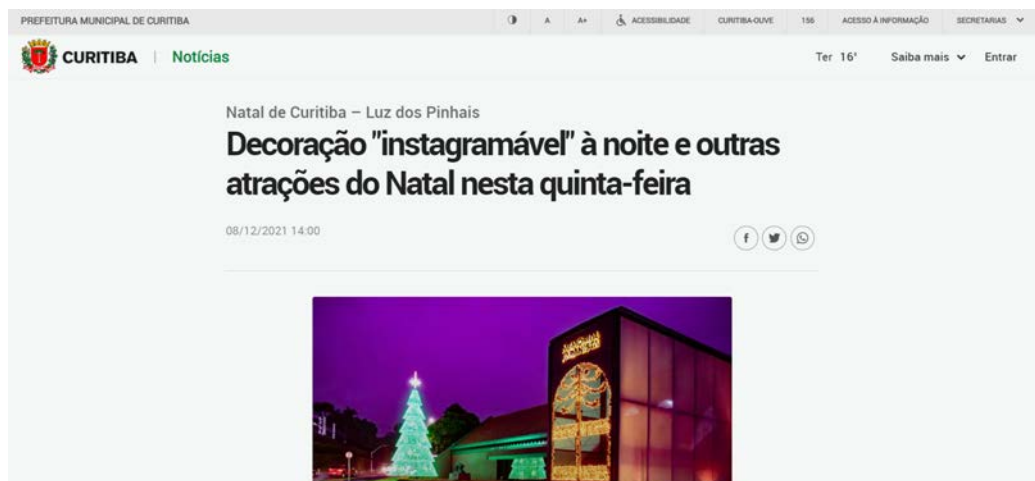 PREFEITURA MUNICIPAL DE CURITIBA A A+ ACESSIBILIDADE CURITIBA-OUVE 156 ACESSO À INFORMAÇÃO SECRETARIAS
CURITIBA Notícias Ter 16° Saiba mais Entrar
Natal de Curitiba – Luz dos Pinhais
Decoração "instagramável" à noite e outras
atrações do Natal nesta quinta-feira
08/12/2021 14:00